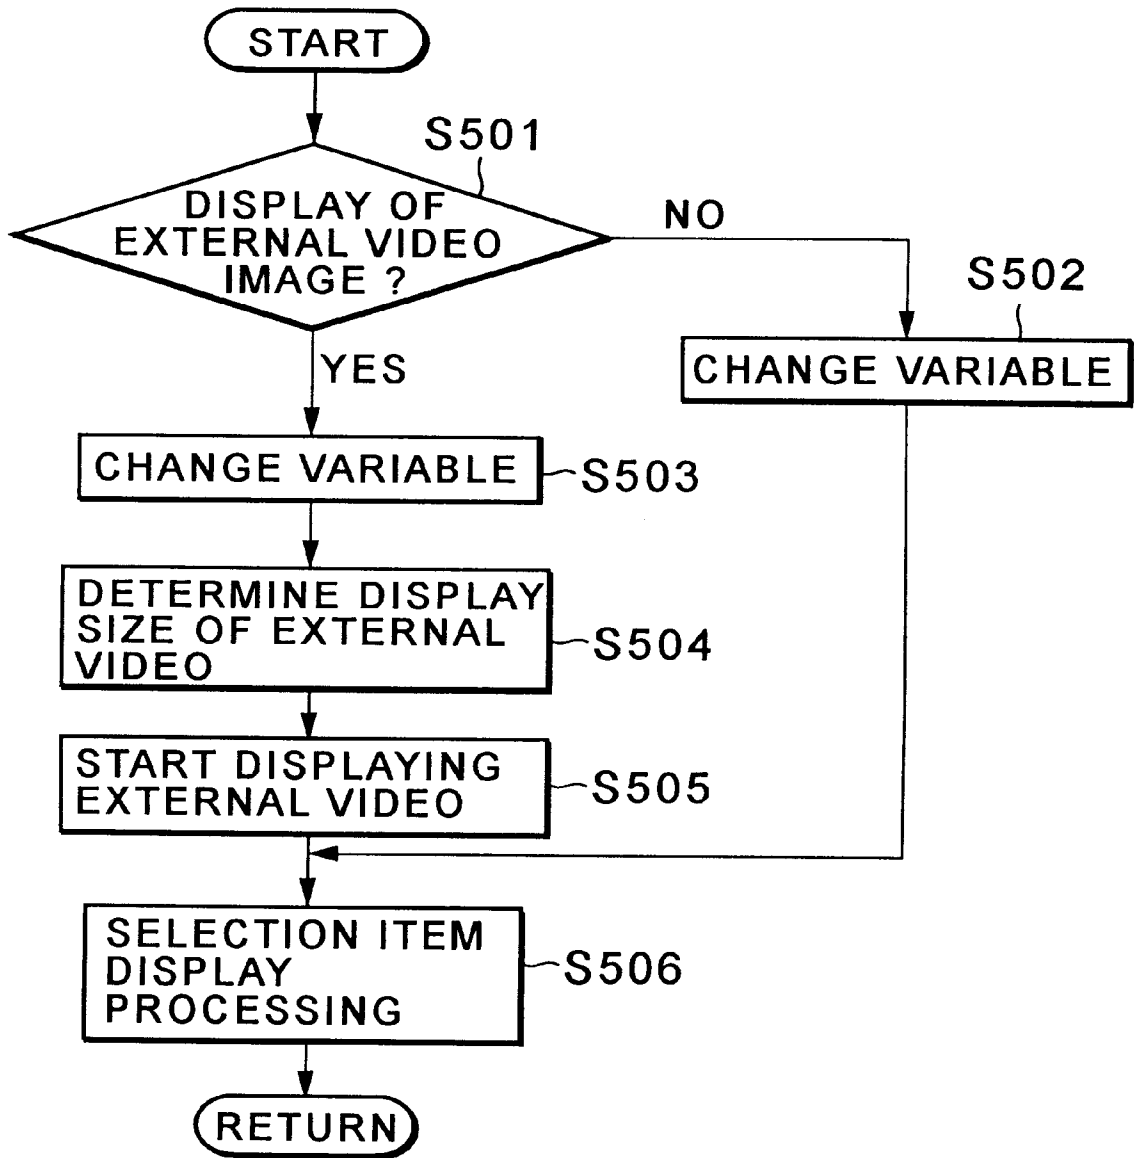 START
S501
DISPLAY OF
EXTERNAL VIDEO
IMAGE ?
NO
S502
CHANGE VARIABLE
YES
CHANGE VARIABLE
S503
DETERMINE DISPLAY
SIZE OF EXTERNAL
VIDEO
S504
START DISPLAYING
EXTERNAL VIDEO
S505
SELECTION ITEM
DISPLAY
PROCESSING
S506
RETURN